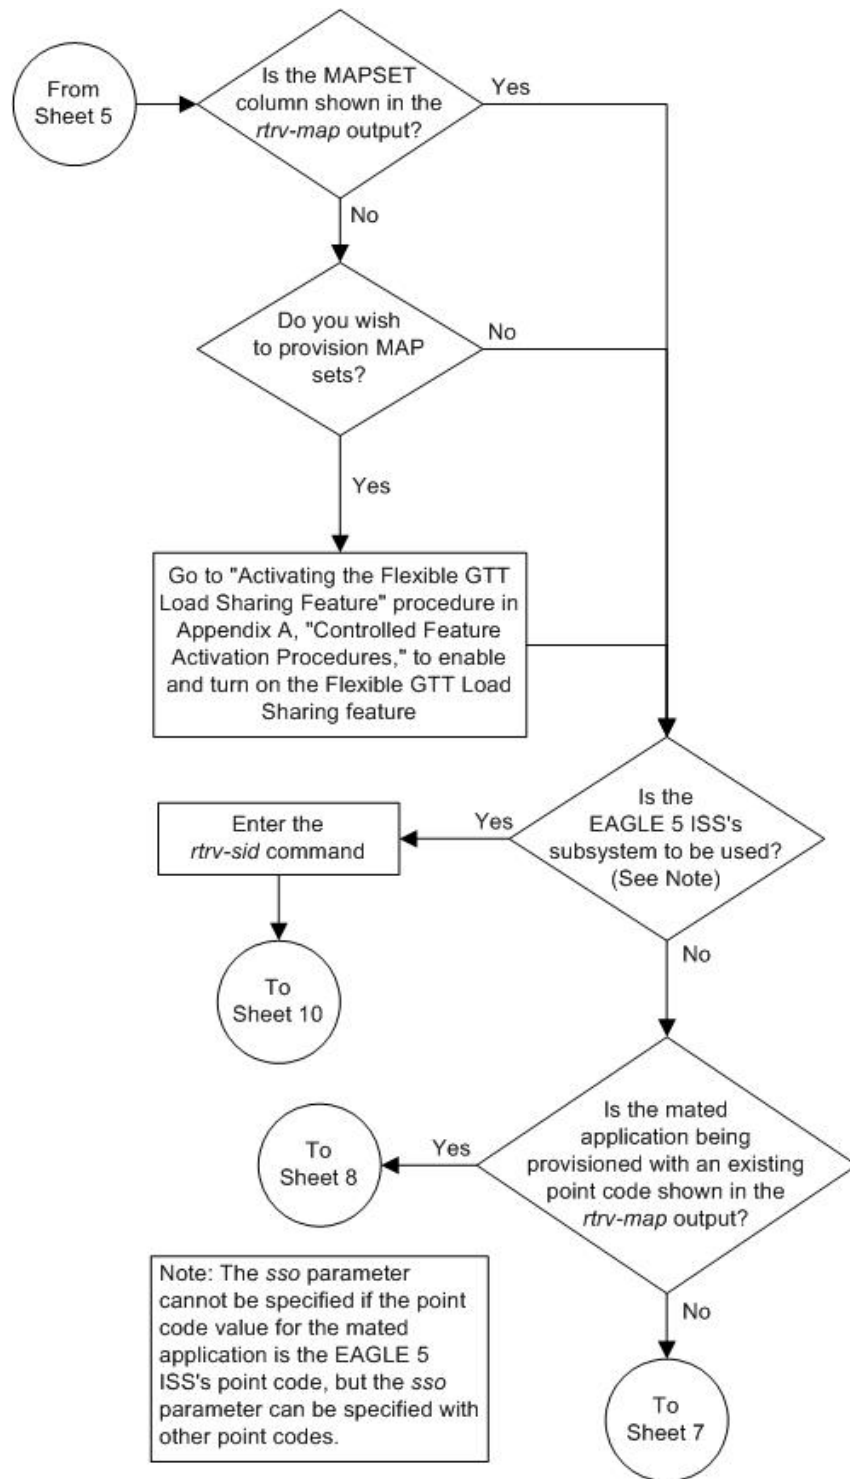 From
Sheet 5
Is the MAPSET
column shown in the
rtrv-map output?
Yes
No
Do you wish
to provision MAP
sets?
No
Yes
Go to "Activating the Flexible GTT
Load Sharing Feature" procedure in
Appendix A, "Controlled Feature
Activation Procedures," to enable
and turn on the Flexible GTT Load
Sharing feature
Is the
EAGLE 5 ISS's
subsystem to be used?
(See Note)
Yes
Enter the
rtrv-sid command
To
Sheet 10
No
Is the mated
application being
provisioned with an existing
point code shown in the
rtrv-map output?
Yes
To
Sheet 8
No
To
Sheet 7
Note: The sso parameter
cannot be specified if the point
code value for the mated
application is the EAGLE 5
ISS's point code, but the sso
parameter can be specified with
other point codes.